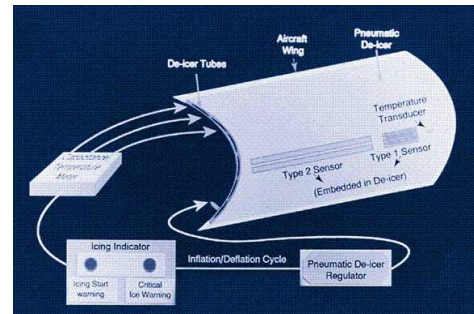 Aircraft
Wing
Pneumatic
De-icer
De-icer Tubes
Temperature
Transducer
Type 1 Sensor
Type 2 Sensor
(Embedded in De-icer)
Icing Indicator
Icing Start
warning
Critical
Ice Warning
Inflation/Deflation Cycle
Pneumatic De-icer
Regulator